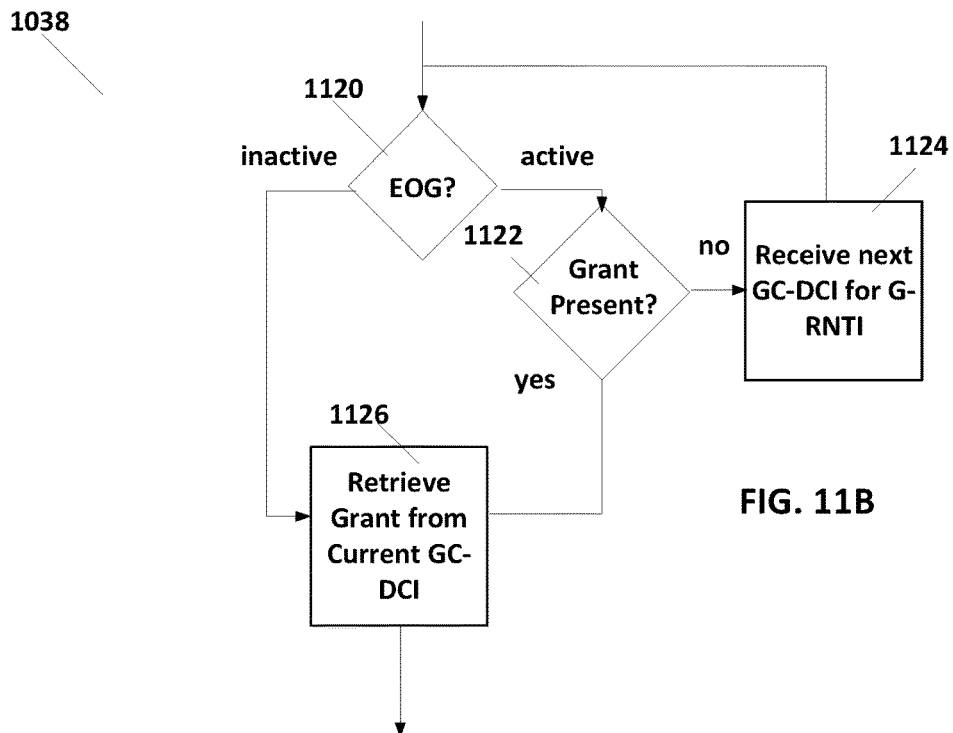 1038
1120
inactive
active
EOG?
1124
1122
Grant
Present?
no
Receive next
GC-DCI for G-
RNTI
yes
1126
Retrieve
Grant from
Current GC-
DCI
FIG. 11B